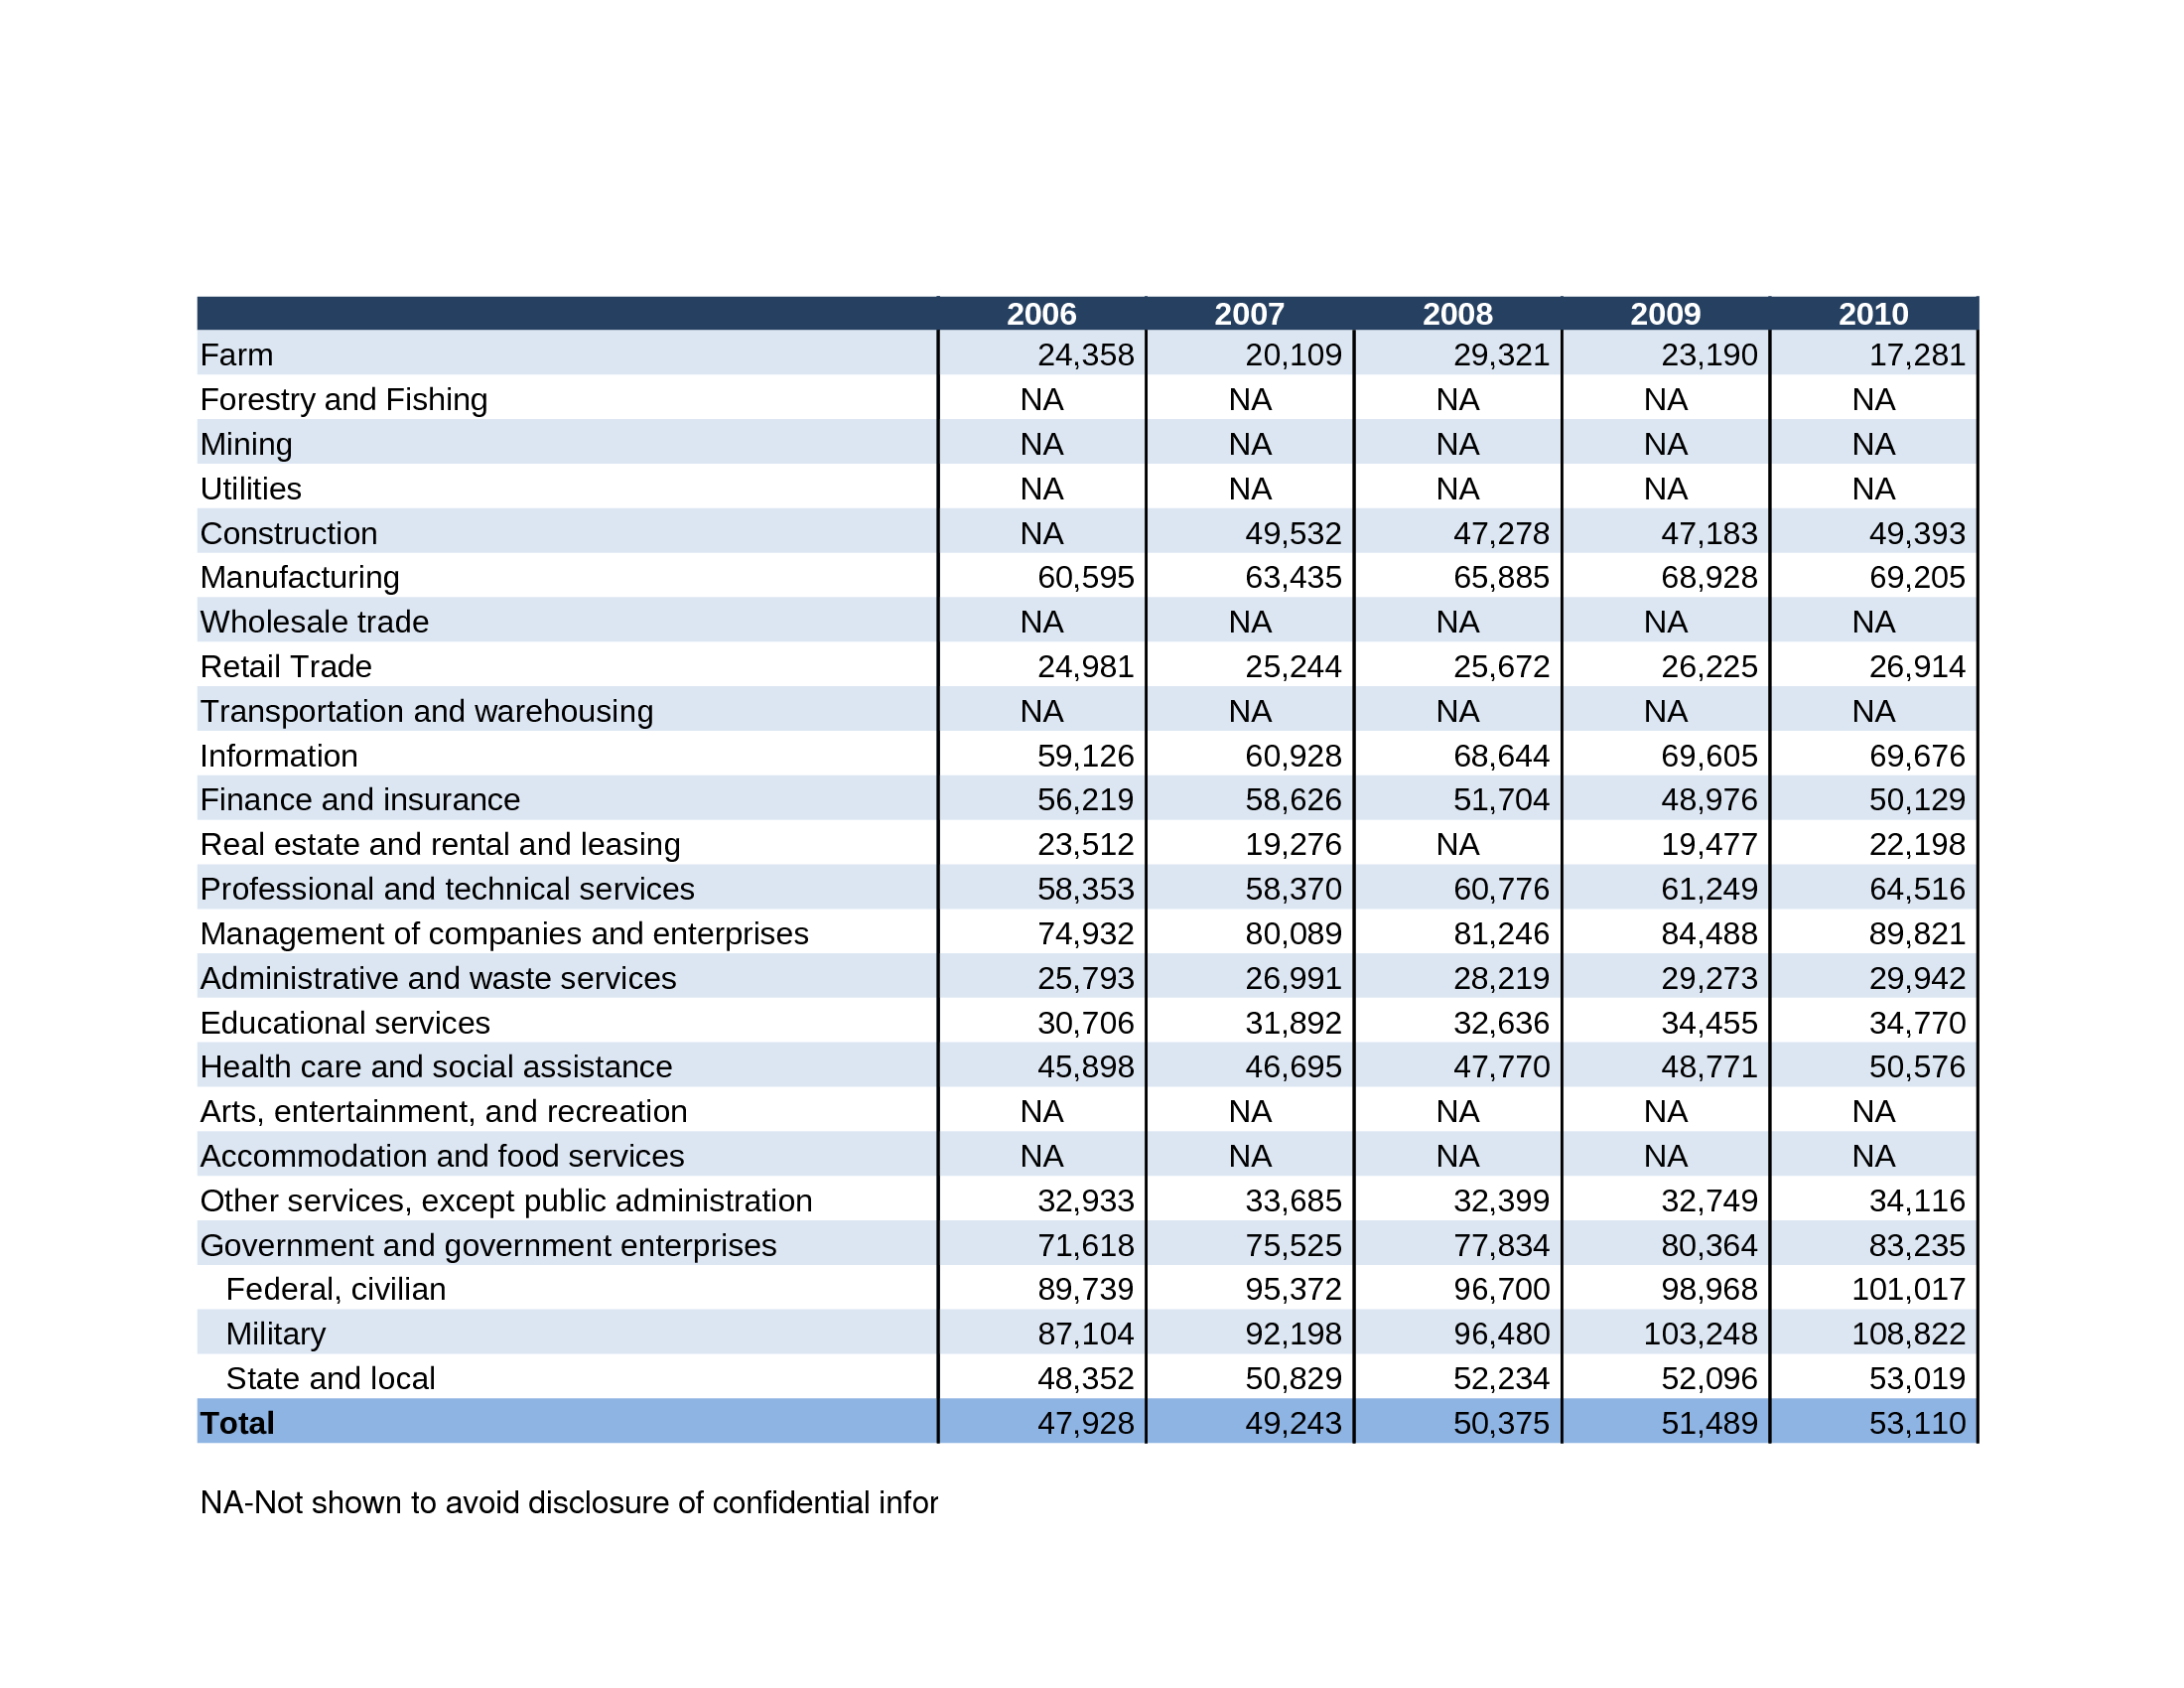 2006 2007 2008 2009 2010
Farm 24,358 20,109 29,321 23,190 17,281
Forestry and Fishing NA NA NA NA NA
Mining NA NA NA NA NA
Utilities NA NA NA NA NA
Construction NA 49,532 47,278 47,183 49,393
Manufacturing 60,595 63,435 65,885 68,928 69,205
Wholesale trade NA NA NA NA NA
Retail Trade 24,981 25,244 25,672 26,225 26,914
Transportation and warehousing NA NA NA NA NA
Information 59,126 60,928 68,644 69,605 69,676
Finance and insurance 56,219 58,626 51,704 48,976 50,129
Real estate and rental and leasing 23,512 19,276 NA 19,477 22,198
Professional and technical services 58,353 58,370 60,776 61,249 64,516
Management of companies and enterprises 74,932 80,089 81,246 84,488 89,821
Administrative and waste services 25,793 26,991 28,219 29,273 29,942
Educational services 30,706 31,892 32,636 34,455 34,770
Health care and social assistance 45,898 46,695 47,770 48,771 50,576
Arts, entertainment, and recreation NA NA NA NA NA
Accommodation and food services NA NA NA NA NA
Other services, except public administration 32,933 33,685 32,399 32,749 34,116
Government and government enterprises 71,618 75,525 77,834 80,364 83,235
Federal, civilian 89,739 95,372 96,700 98,968 101,017
Military 87,104 92,198 96,480 103,248 108,822
State and local 48,352 50,829 52,234 52,096 53,019
Total 47,928 49,243 50,375 51,489 53,110
NA-Not shown to avoid disclosure of confidential infor